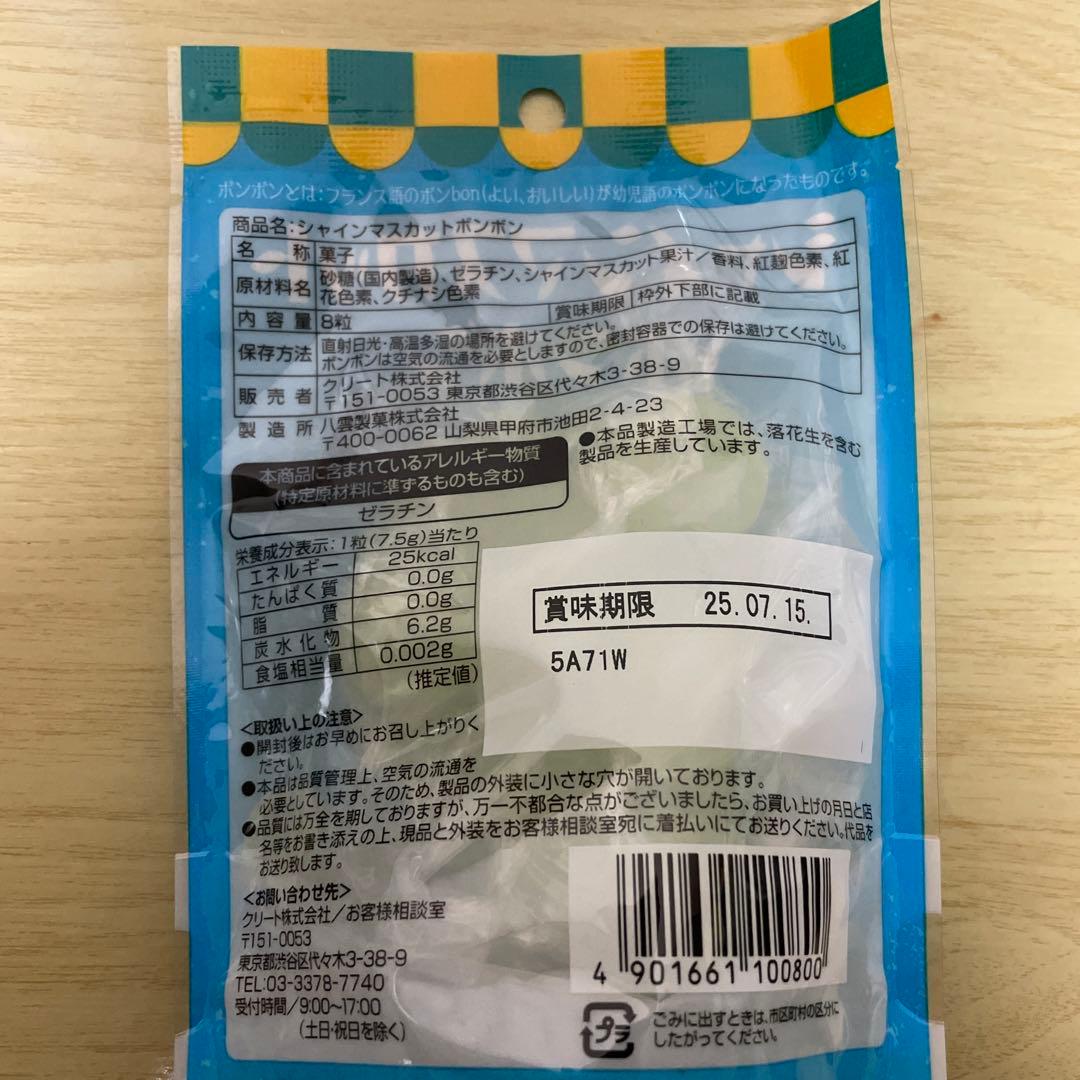 ボンボンとは：フランス語のボンbon（よい、おいしい）が幼児語のボンボンになったものです。
商品名：シャインマスカットボンボン
名　称 菓子
原材料名 砂糖（国内製造）、ゼラチン、シャインマスカット果汁／香料、紅麹色素、紅
花色素、クチナシ色素
内容量 8粒 賞味期限 枠外下部に記載
保存方法 直射日光・高温多湿の場所を避けてください。
ボンボンは空気の流通を必要としますので、密封容器での保存は避けてください。
販売者 クリート株式会社
〒151-0053 東京都渋谷区代々木3-38-9
製造所 八雲製菓株式会社
〒400-0062 山梨県甲府市池田2-4-23
●本品製造工場では、落花生を含む
製品を生産しています。
本商品に含まれているアレルギー物質
（特定原材料に準ずるものも含む）
ゼラチン
栄養成分表示：1粒（7.5g）当たり
エネルギー 25kcal
たんぱく質 0.0g
脂　質 0.0g
炭水化物 6.2g
食塩相当量 0.002g
（推定値）
賞味期限 25.07.15.
5A71W
＜取扱い上の注意＞
●開封後はお早めにお召し上がりく
ださい。
●本品は品質管理上、空気の流通を
必要としています。そのため、製品の外装に小さな穴が開いております。
●品質には万全を期しておりますが、万一不都合な点がございましたら、お買い上げの月日と店
名等をお書き添えの上、現品と外装をお客様相談室宛に着払いにてお送りください。代品を
お送り致します。
＜お問い合わせ先＞
クリート株式会社／お客様相談室
〒151-0053
東京都渋谷区代々木3-38-9
TEL:03-3378-7740
受付時間／9:00〜17:00
（土日・祝日を除く）
4 901661 100800
プラ
ごみに出すときは、市区町村の区分に
したがってください。